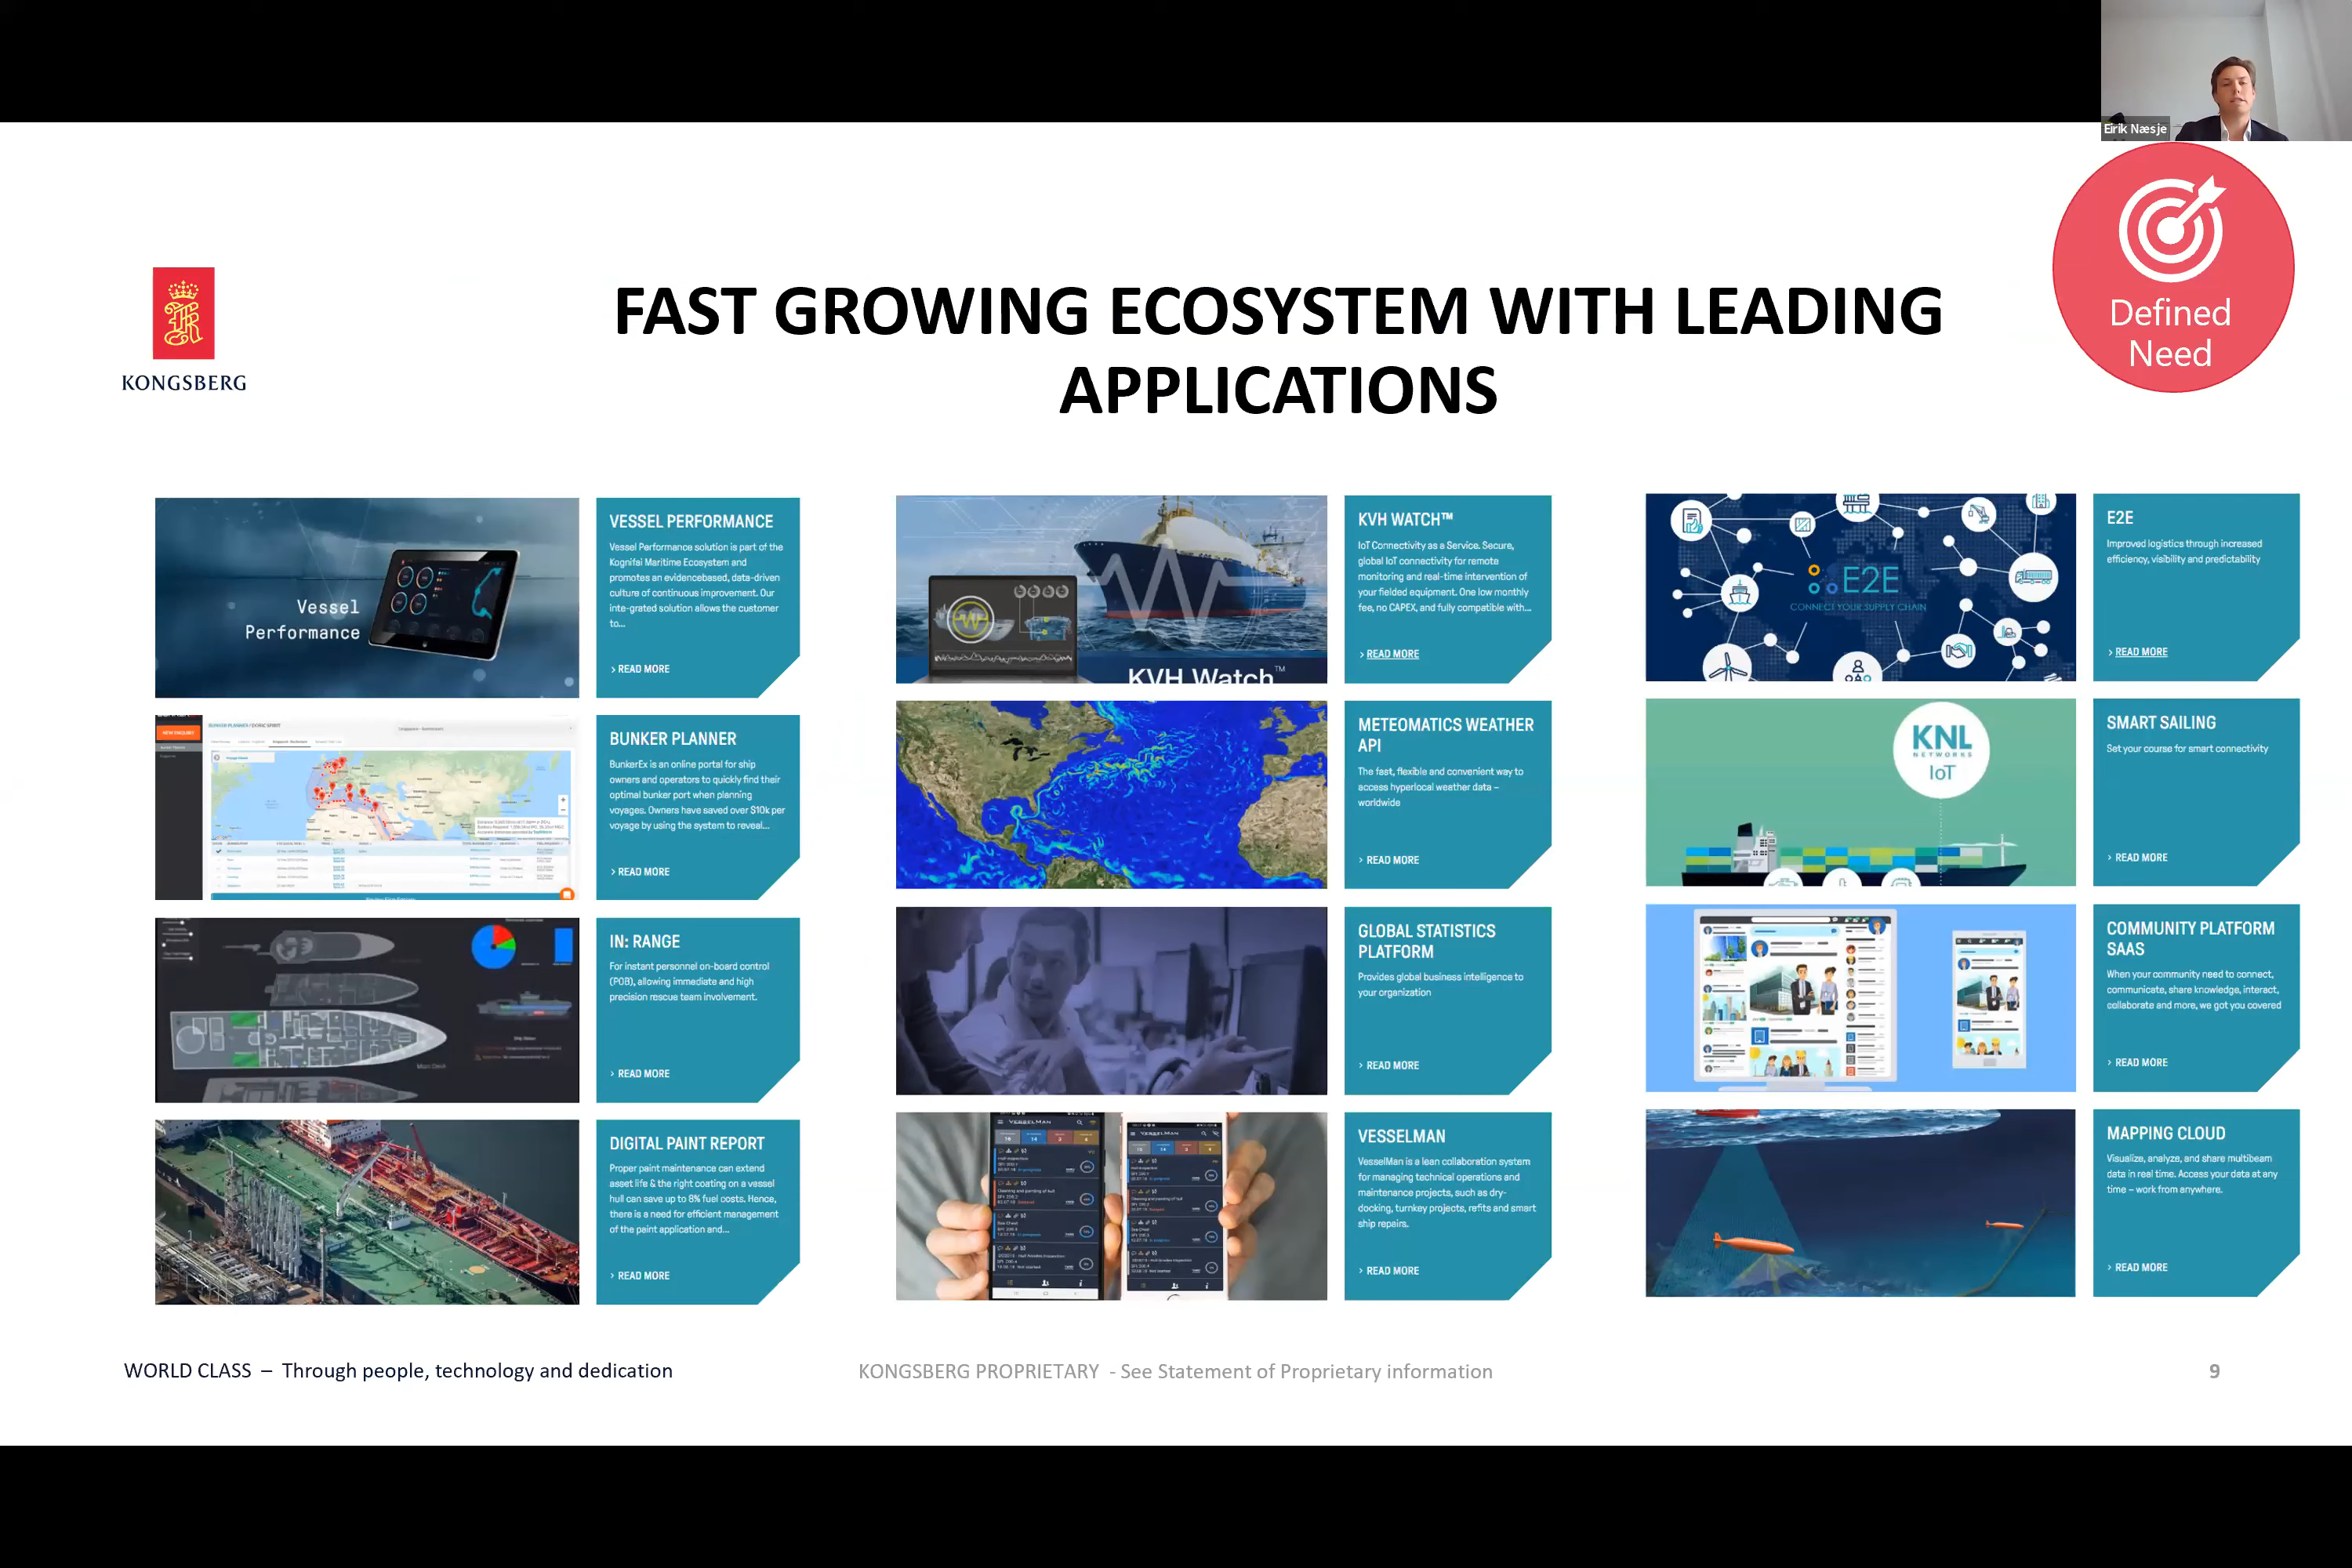 Eirik Næsje
Defined
Need
KONGSBERG
FAST GROWING ECOSYSTEM WITH LEADING
APPLICATIONS
Vessel
Performance
VESSEL PERFORMANCE
Vessel Performance solution is part of the
Kognifai Maritime Ecosystem and
promotes an evidencebased, data-driven
culture of continuous improvement. Our
inte-grated solution allows the customer
to...
> READ MORE
BUNKER PLANNER
BunkerEx is an online portal for ship
owners and operators to quickly find their
optimal bunker port when planning
voyages. Owners have saved over $10k per
voyage by using the system to reveal...
> READ MORE
IN: RANGE
For instant personnel on-board control
(POB), allowing immediate and high
precision rescue team involvement.
> READ MORE
DIGITAL PAINT REPORT
Proper paint maintenance can extend
asset life & the right coating on a vessel
hull can save up to 8% fuel costs. Hence,
there is a need for efficient management
of the paint application and...
> READ MORE
KVH Watch™
KVH WATCH™
IoT Connectivity as a Service. Secure,
global IoT connectivity for remote
monitoring and real-time intervention of
your fielded equipment. One low monthly
fee, no CAPEX, and fully compatible with...
> READ MORE
METEOMATICS WEATHER
API
The fast, flexible and convenient way to
access hyperlocal weather data –
worldwide
> READ MORE
GLOBAL STATISTICS
PLATFORM
Provides global business intelligence to
your organization
> READ MORE
VESSELMAN
VESSELMAN
VESSELMAN
VesselMan is a lean collaboration system
for managing technical operations and
maintenance projects, such as dry-
docking, turnkey projects, refits and smart
ship repairs.
> READ MORE
E2E
CONNECT YOUR SUPPLY CHAIN
E2E
Improved logistics through increased
efficiency, visibility and predictability
> READ MORE
KNL
NETWORKS
IoT
SMART SAILING
Set your course for smart connectivity
> READ MORE
COMMUNITY PLATFORM
SAAS
When your community need to connect,
communicate, share knowledge, interact,
collaborate and more, we got you covered
> READ MORE
MAPPING CLOUD
Visualize, analyze, and share multibeam
data in real time. Access your data at any
time – work from anywhere.
> READ MORE
WORLD CLASS – Through people, technology and dedication
KONGSBERG PROPRIETARY - See Statement of Proprietary information
9